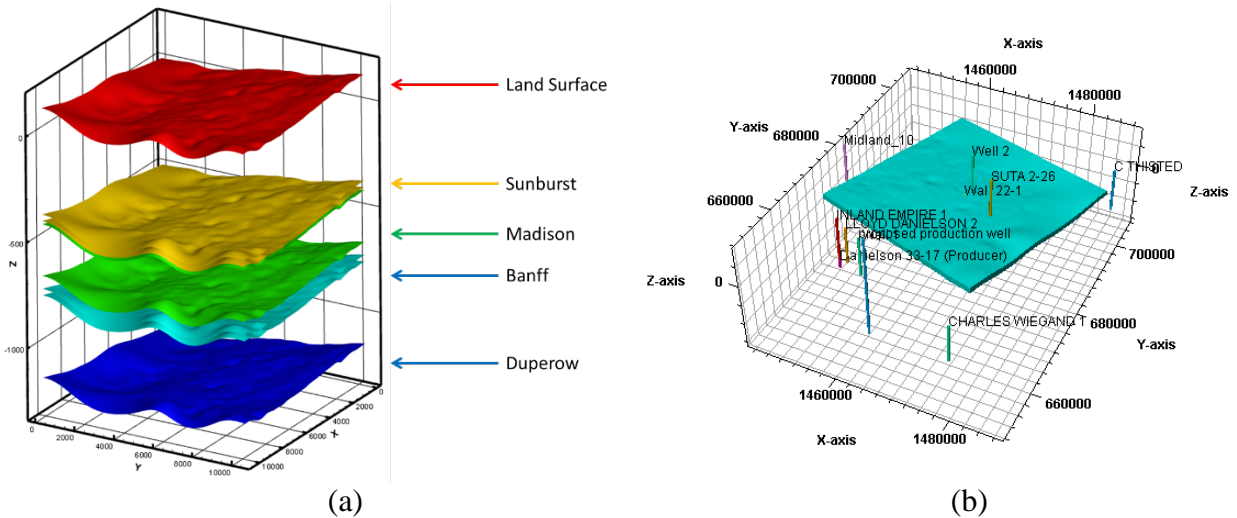 Land Surface
Sunburst
Madison
Banff
Duperow
0
-500
-1000
Z
0
2000
4000
6000
8000
10000
Y
10000
8000
6000
4000
2000
0
X
(a)
X-axis
1460000
1480000
700000
680000
660000
Y-axis
Midland_10
Well 2
SUTA 2-26
22-1
C THISTED
0
Z-axis
INLAND EMPIRE 1
LLOYD DANIELSON 2
production well
Danielson 33-17 (Producer)
Z-axis
0
CHARLES WIEGAND 1
700000
680000
660000
Y-axis
1460000
1480000
X-axis
(b)